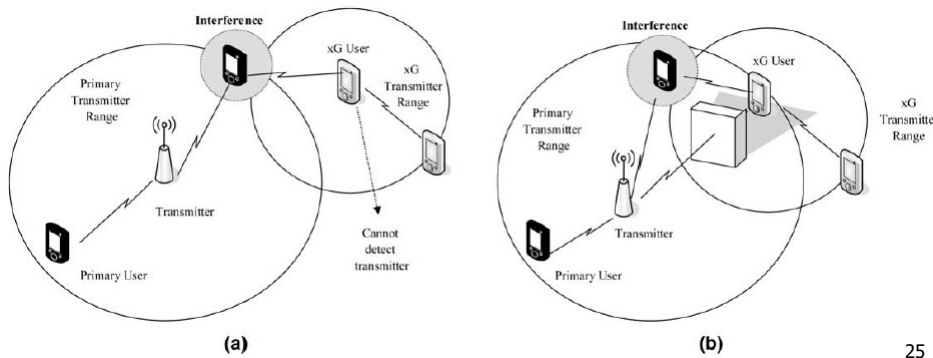 Interference
xG User
xG
Transmitter
Range
Primary
Transmitter
Range
Transmitter
Cannot
detect
transmitter
Primary User
(a)
Interference
xG User
Primary
Transmitter
Range
xG
Transmitte
Range
Transmitter
Primary User
(b)
25